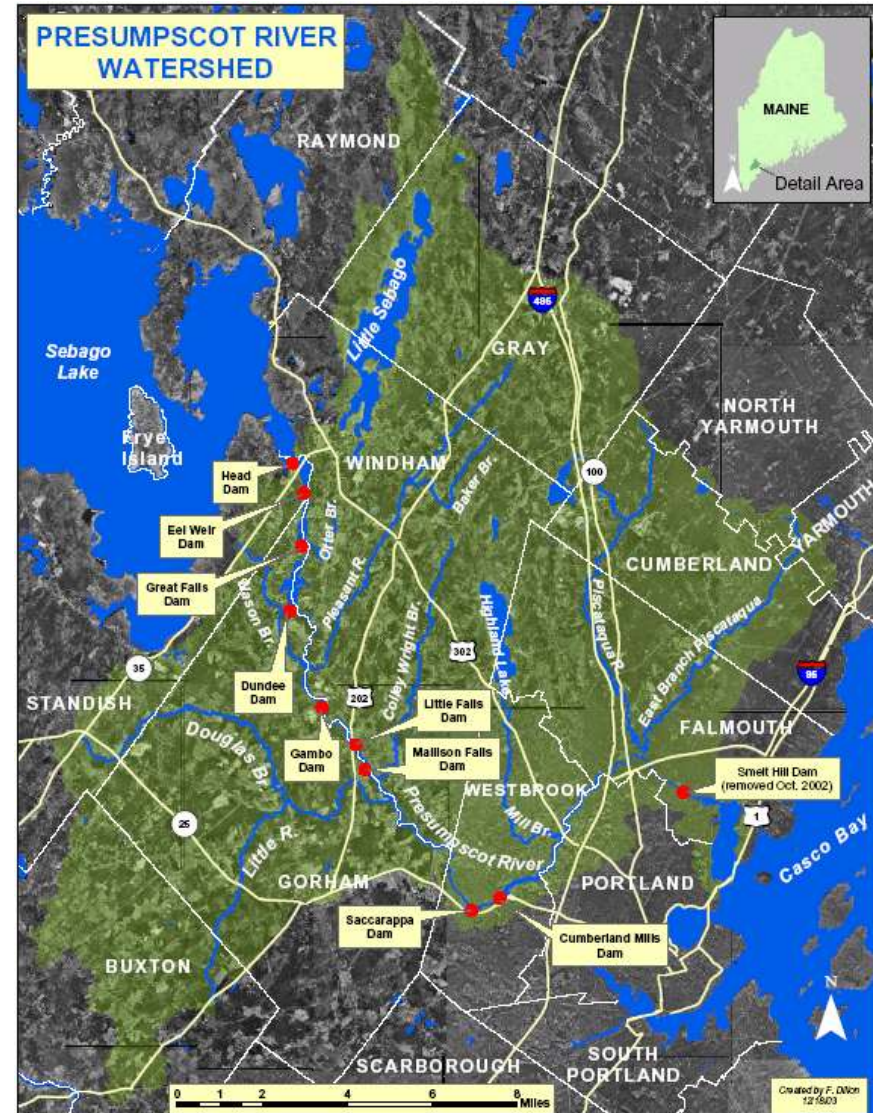 PRESUMPSCOT RIVER
WATERSHED
MAINE
N
Detail Area
RAYMOND
485
Little Sebago
GRAY
Sebago
Lake
NORTH
YARMOUTH
Frye
Island
WINDHAM
100
Head
Dam
Baker Br.
YARMOUTH
Eel Weir
Dam
Otter Br.
CUMBERLAND
Great Falls
Dam
Pleasant R.
Mason Br.
Colley Wright Br.
Highland Lake
Piscataqua R.
East Branch Piscataqua
302
35
95
Dundee
Dam
202
STANDISH
Little Falls
Dam
FALMOUTH
Douglas Br.
Gambo
Dam
Mallison Falls
Dam
Smelt Hill Dam
(removed Oct. 2002)
WESTBROOK
1
25
Mill Br.
Presumpscot River
Casco Bay
Little R.
GORHAM
PORTLAND
Saccarappa
Dam
Cumberland Mills
Dam
BUXTON
N
SCARBOROUGH
SOUTH
PORTLAND
0 1 2 4 6 8
Miles
Created by F. Dillon
12/18/03